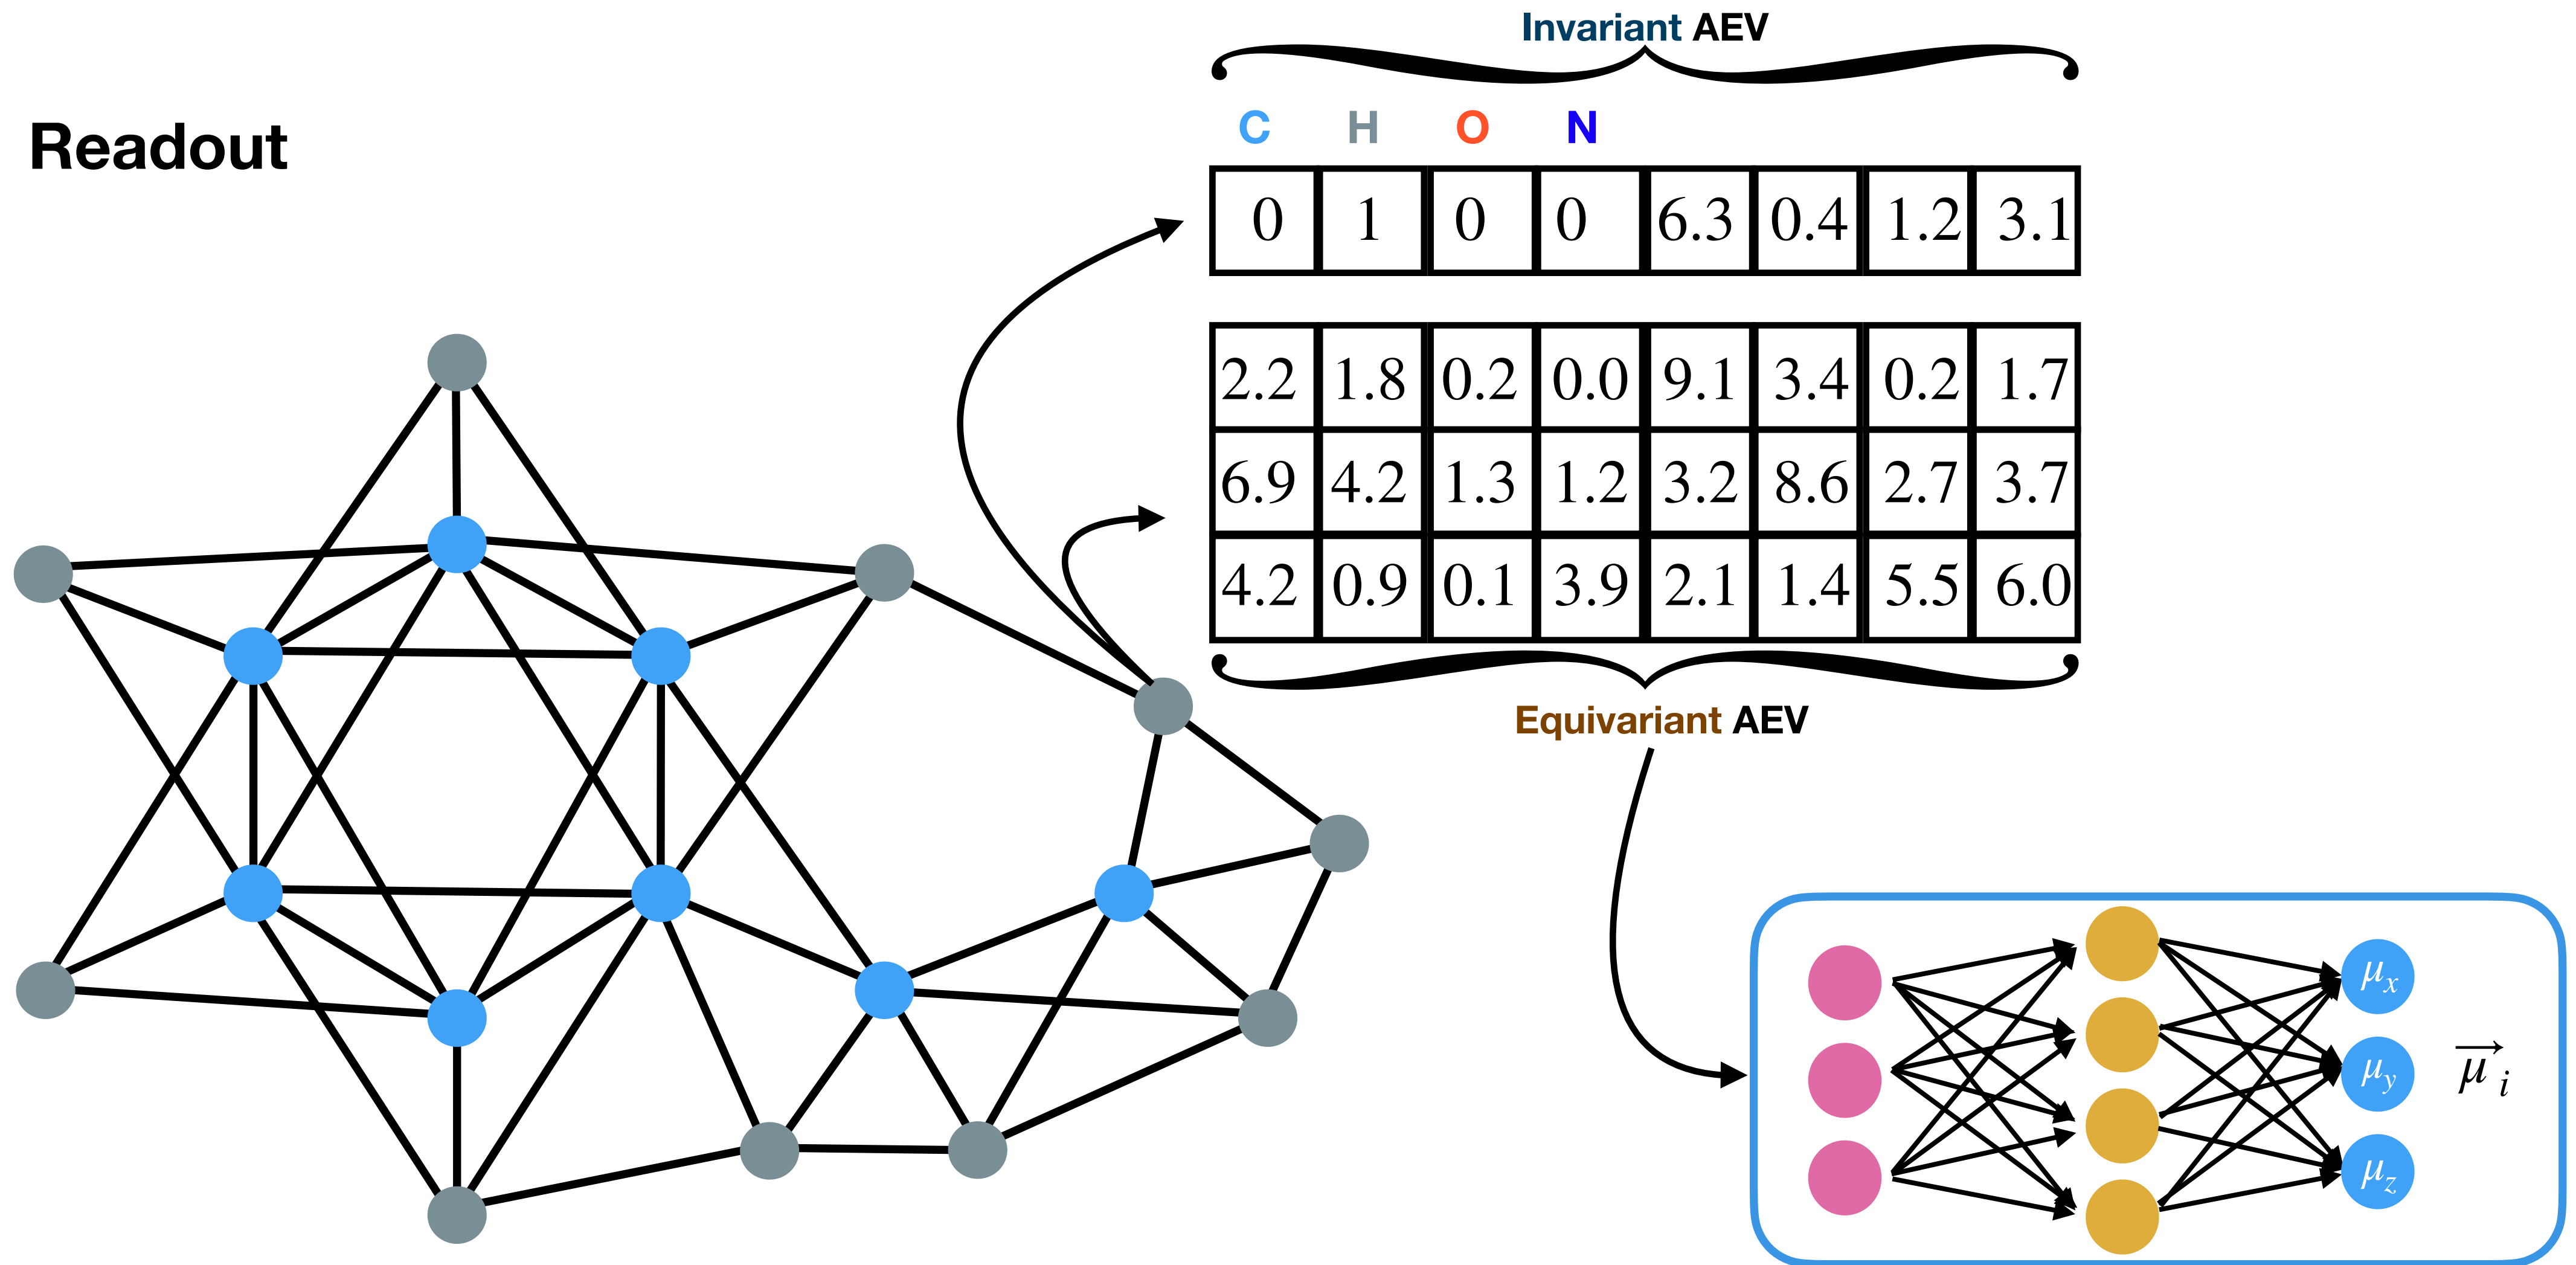 Invariant AEV
Readout
C H O N
0 1 0 0 6.3 0.4 1.2 3.1
2.2 1.8 0.2 0.0 9.1 3.4 0.2 1.7
6.9 4.2 1.3 1.2 3.2 8.6 2.7 3.7
4.2 0.9 0.1 3.9 2.1 1.4 5.5 6.0
Equivariant AEV
μx
μy
μz
μ⃗i